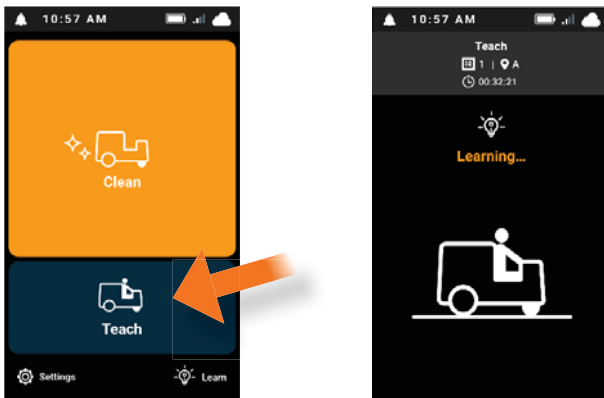 10:57 AM
Clean
Teach
Settings
Learn
10:57 AM
Teach
1 | A
00:32:21
Learning...